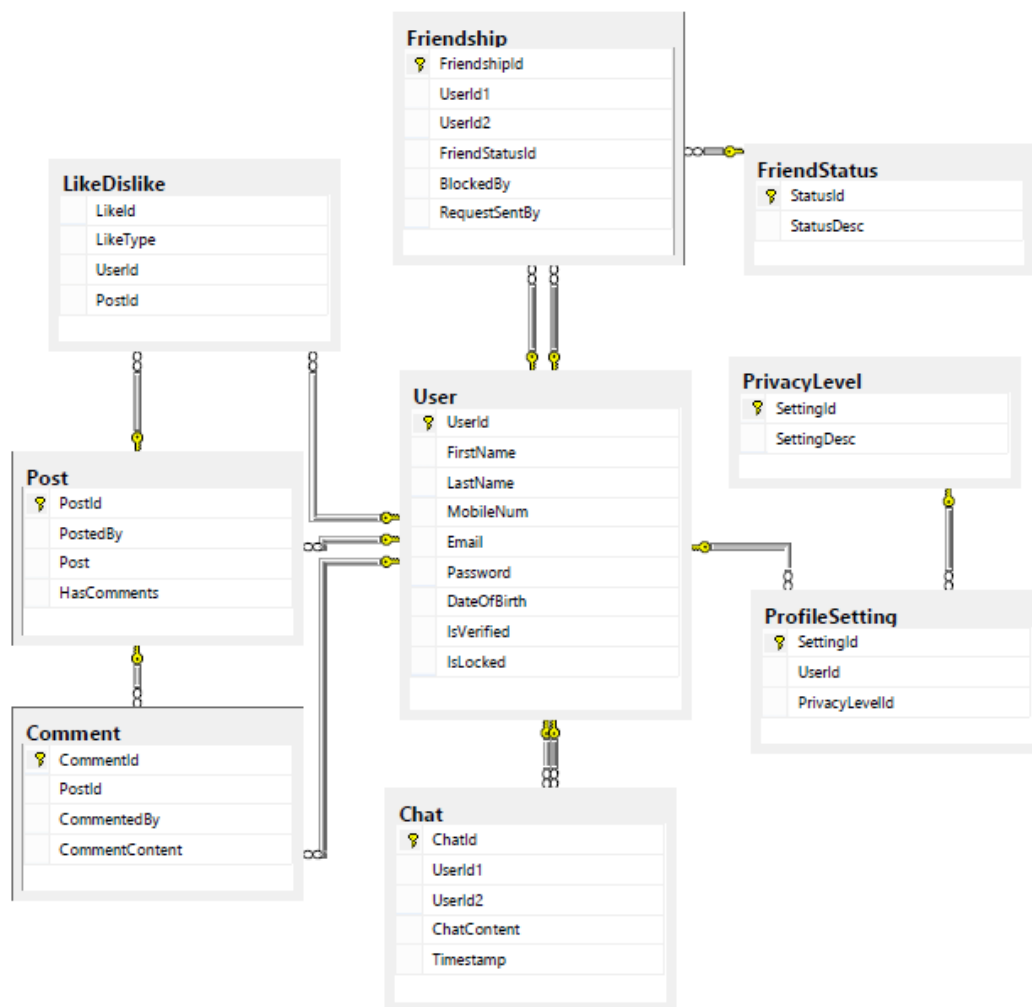 Friendship
FriendshipId
UserId1
UserId2
FriendStatusId
BlockedBy
RequestSentBy
FriendStatus
StatusId
StatusDesc
LikeDislike
LikeId
LikeType
UserId
PostId
User
UserId
FirstName
LastName
MobileNum
Email
Password
DateOfBirth
IsVerified
IsLocked
PrivacyLevel
SettingId
SettingDesc
Post
PostId
PostedBy
Post
HasComments
ProfileSetting
SettingId
UserId
PrivacyLevelId
Comment
CommentId
PostId
CommentedBy
CommentContent
Chat
ChatId
UserId1
UserId2
ChatContent
Timestamp